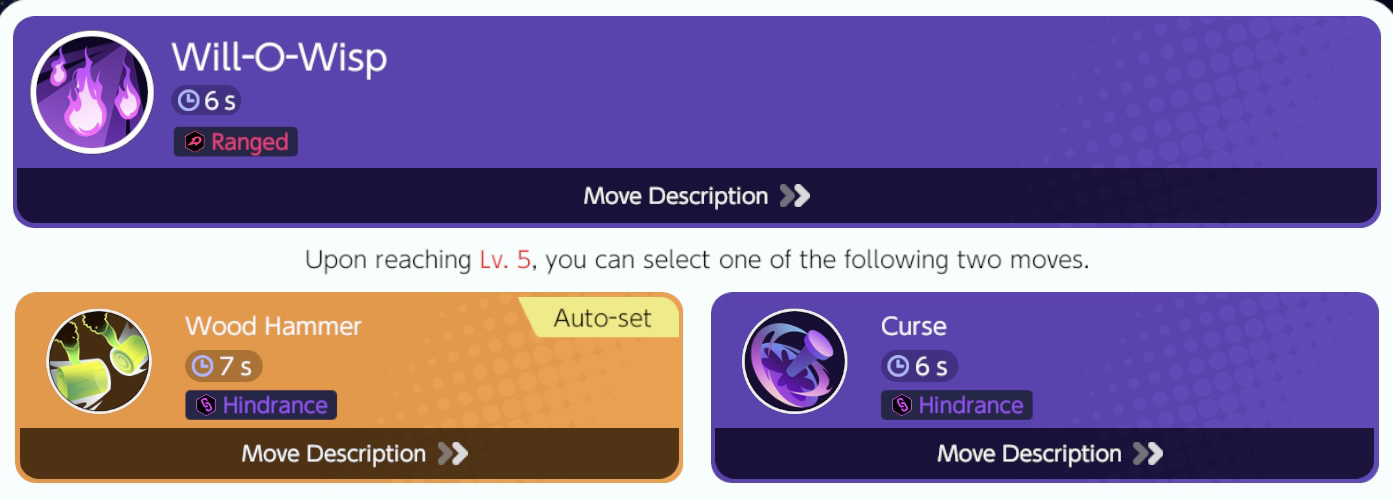 Will-O-Wisp
6 s
Ranged
Move Description
Upon reaching Lv. 5, you can select one of the following two moves.
Wood Hammer
Auto-set
7 s
Hindrance
Move Description
Curse
6 s
Hindrance
Move Description